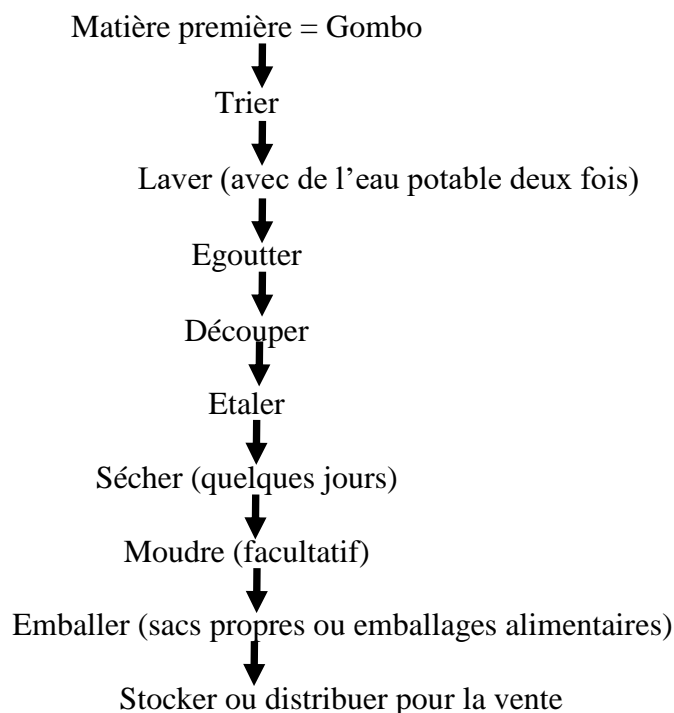 Matière première = Gombo
Trier
Laver (avec de l’eau potable deux fois)
Egoutter
Découper
Etaler
Sécher (quelques jours)
Moudre (facultatif)
Emballer (sacs propres ou emballages alimentaires)
Stocker ou distribuer pour la vente